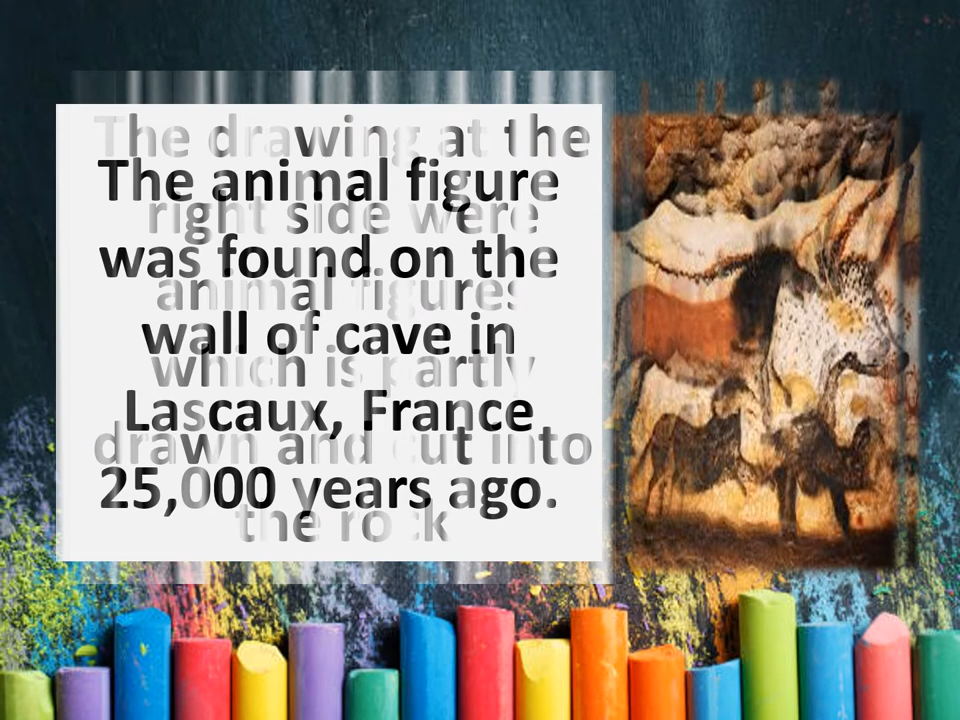 The drawing at the
right side were
animal figures
which is partly
drawn and cut into
the rock
The animal figure
was found on the
wall of cave in
Lascaux, France
25,000 years ago.